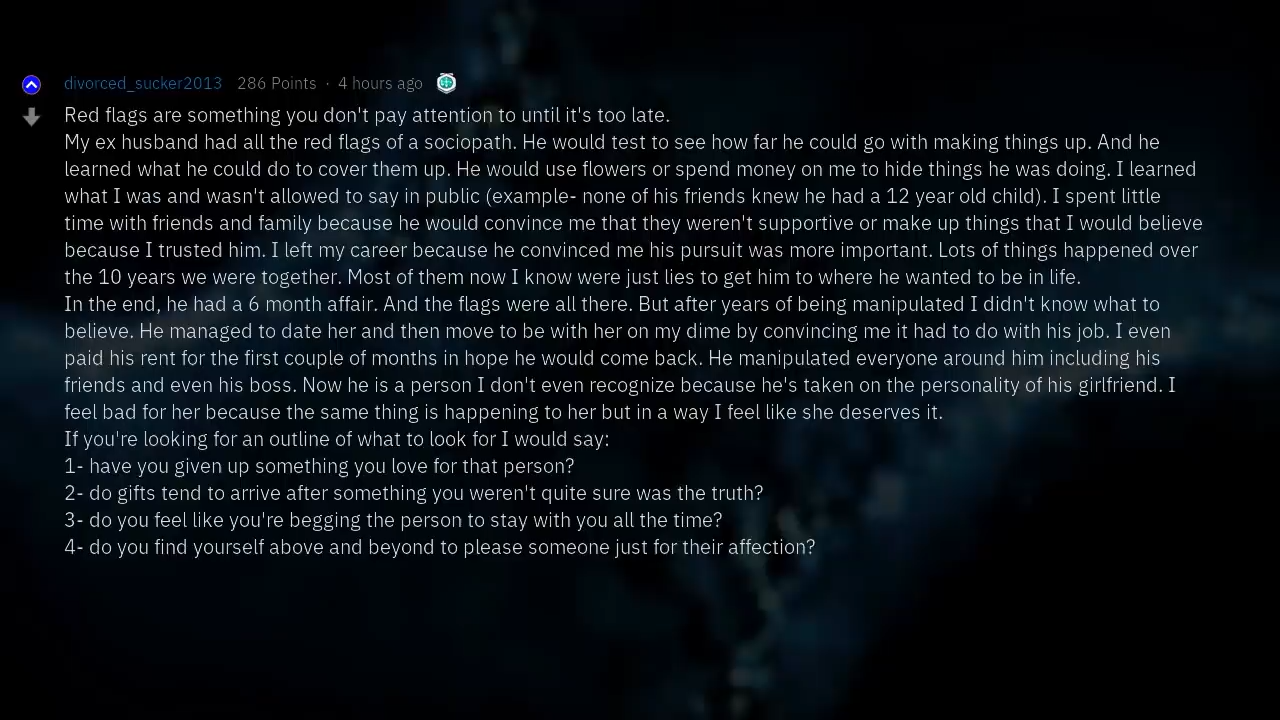 divorced_sucker2013 286 Points · 4 hours ago
Red flags are something you don't pay attention to until it's too late.
My ex husband had all the red flags of a sociopath. He would test to see how far he could go with making things up. And he
learned what he could do to cover them up. He would use flowers or spend money on me to hide things he was doing. I learned
what I was and wasn't allowed to say in public (example- none of his friends knew he had a 12 year old child). I spent little
time with friends and family because he would convince me that they weren't supportive or make up things that I would believe
because I trusted him. I left my career because he convinced me his pursuit was more important. Lots of things happened over
the 10 years we were together. Most of them now I know were just lies to get him to where he wanted to be in life.
In the end, he had a 6 month affair. And the flags were all there. But after years of being manipulated I didn't know what to
believe. He managed to date her and then move to be with her on my dime by convincing me it had to do with his job. I even
paid his rent for the first couple of months in hope he would come back. He manipulated everyone around him including his
friends and even his boss. Now he is a person I don't even recognize because he's taken on the personality of his girlfriend. I
feel bad for her because the same thing is happening to her but in a way I feel like she deserves it.
If you're looking for an outline of what to look for I would say:
1- have you given up something you love for that person?
2- do gifts tend to arrive after something you weren't quite sure was the truth?
3- do you feel like you're begging the person to stay with you all the time?
4- do you find yourself above and beyond to please someone just for their affection?